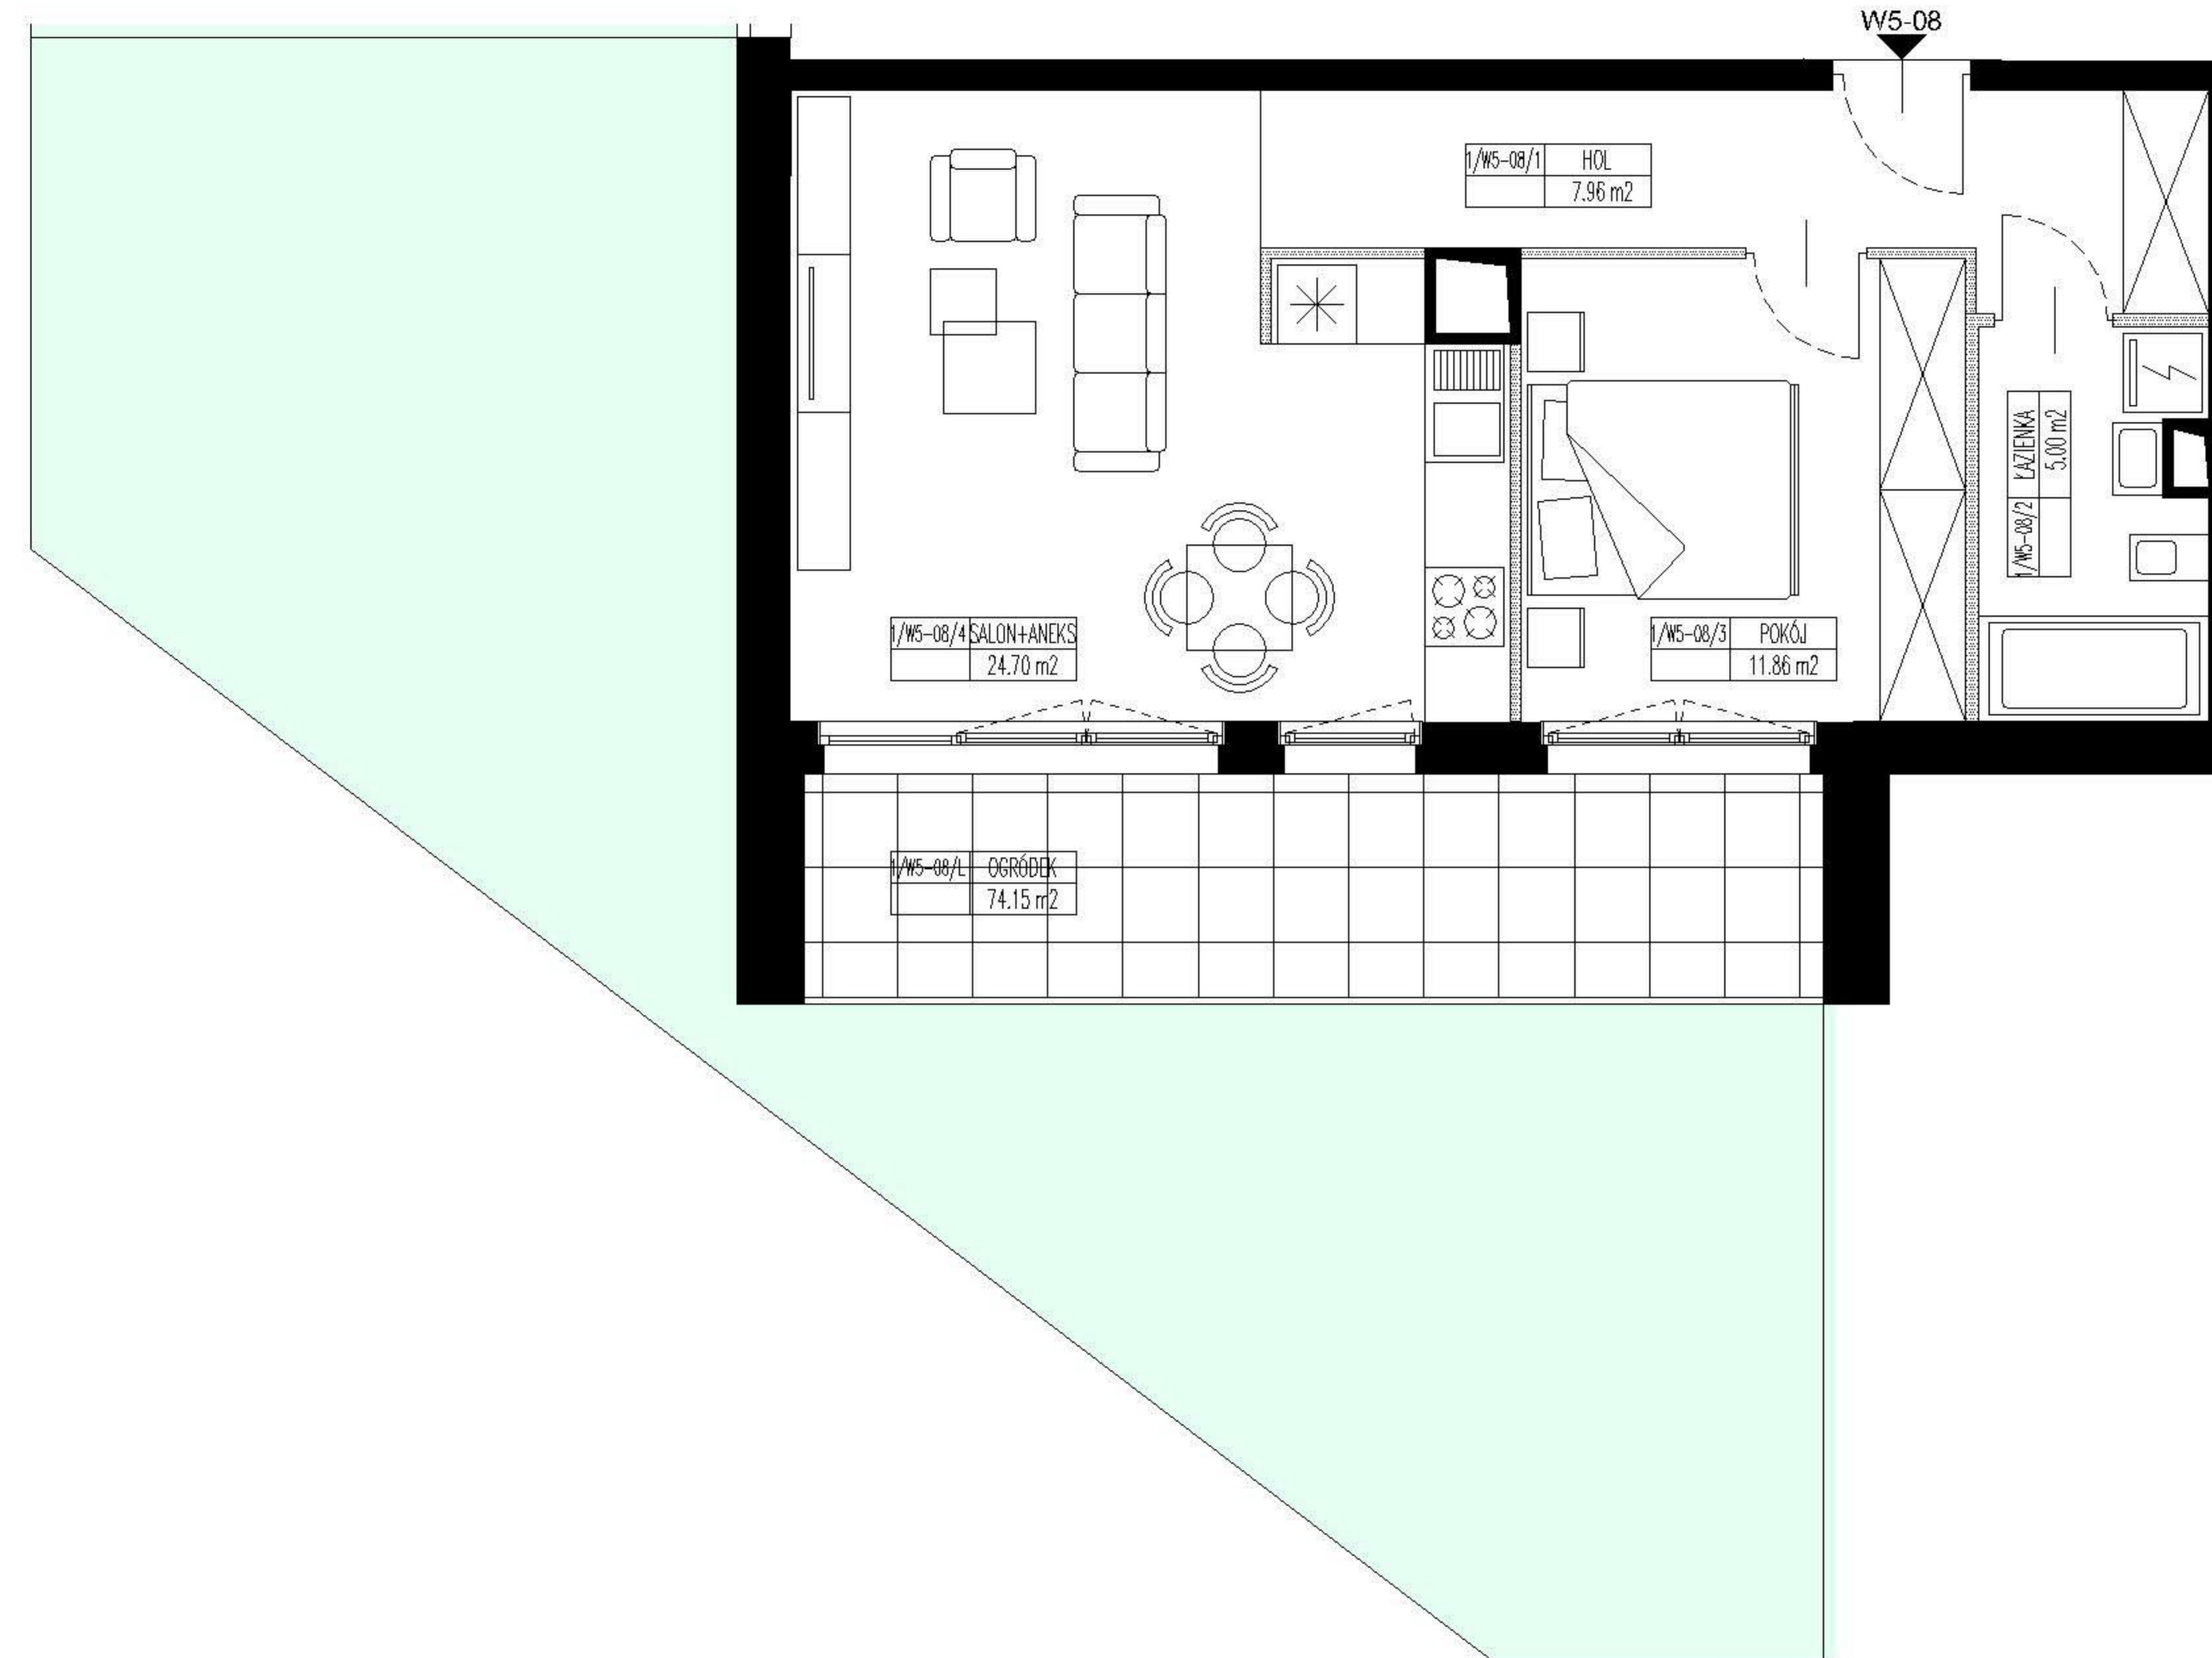 W5-08
1/W5-08/1 HOL
7.96 m2
1/W5-08/2 ŁAZIENKA
5.00 m2
1/W5-08/4 SALON+ANEKS
24.70 m2
1/W5-08/3 POKÓJ
11.86 m2
1/W5-08/L OGRÓDEK
74.15 m2